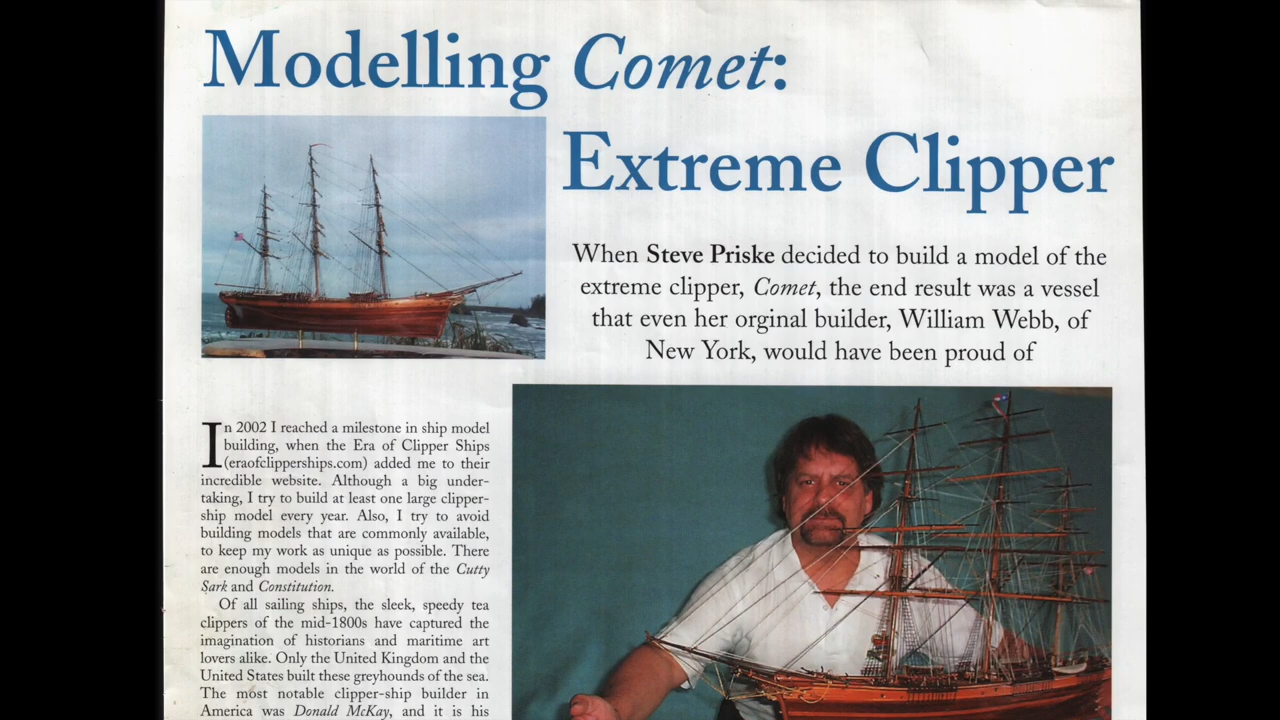 Modelling Comet:
Extreme Clipper
When Steve Priske decided to build a model of the
extreme clipper, Comet, the end result was a vessel
that even her orginal builder, William Webb, of
New York, would have been proud of
In 2002 I reached a milestone in ship model
building, when the Era of Clipper Ships
(eraofclipperships.com) added me to their
incredible website. Although a big under-
taking, I try to build at least one large clipper-
ship model every year. Also, I try to avoid
building models that are commonly available,
to keep my work as unique as possible. There
are enough models in the world of the Cutty
Sark and Constitution.
Of all sailing ships, the sleek, speedy tea
clippers of the mid-1800s have captured the
imagination of historians and maritime art
lovers alike. Only the United Kingdom and the
United States built these greyhounds of the sea.
The most notable clipper-ship builder in
America was Donald McKay, and it is his